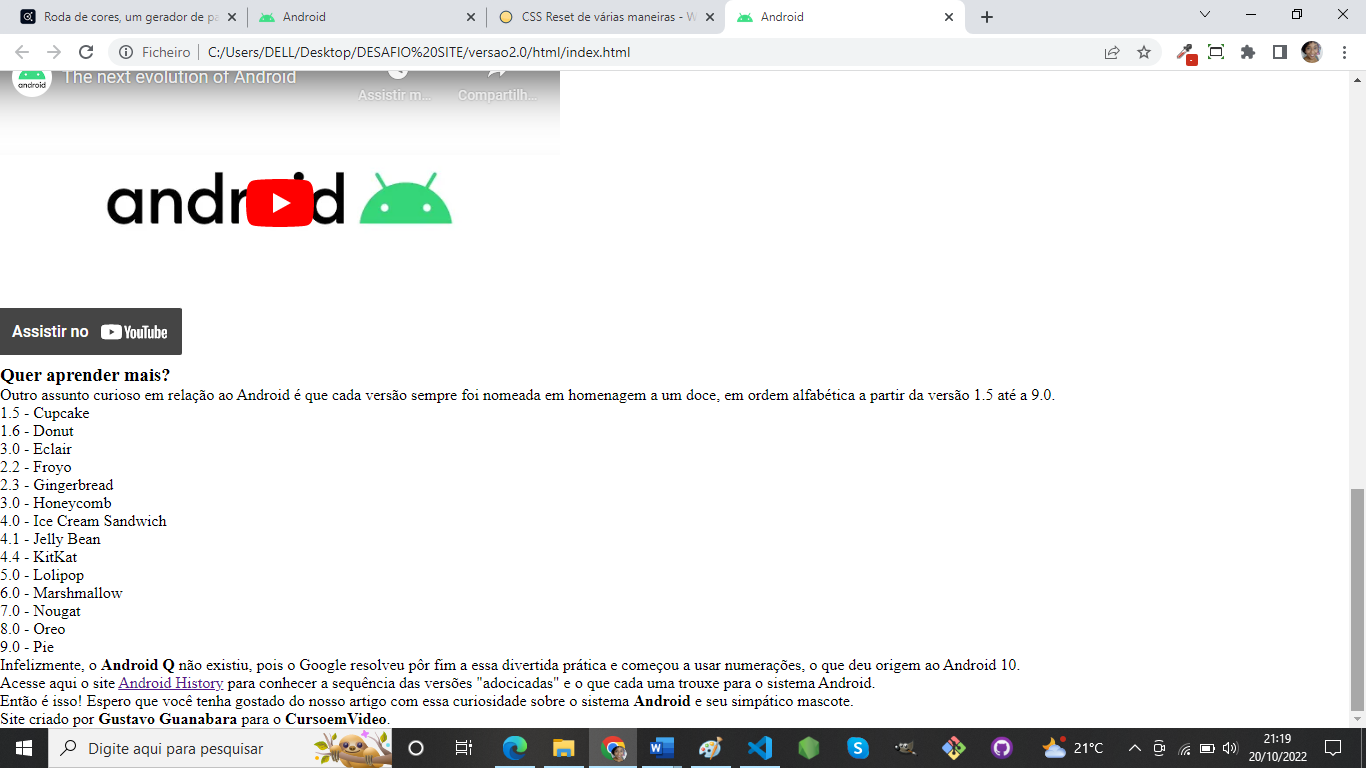 Roda de cores, um gerador de pa
Android
CSS Reset de várias maneiras - W
Android
Ficheiro
C:/Users/DELL/Desktop/DESAFIO%20SITE/versao2.0/html/index.html
android
The next evolution of Android
Assistir m...
Compartilh...
android
Assistir no YouTube
Quer aprender mais?
Outro assunto curioso em relação ao Android é que cada versão sempre foi nomeada em homenagem a um doce, em ordem alfabética a partir da versão 1.5 até a 9.0.
1.5 - Cupcake
1.6 - Donut
3.0 - Eclair
2.2 - Froyo
2.3 - Gingerbread
3.0 - Honeycomb
4.0 - Ice Cream Sandwich
4.1 - Jelly Bean
4.4 - KitKat
5.0 - Lolipop
6.0 - Marshmallow
7.0 - Nougat
8.0 - Oreo
9.0 - Pie
Infelizmente, o Android Q não existiu, pois o Google resolveu pôr fim a essa divertida prática e começou a usar numerações, o que deu origem ao Android 10.
Acesse aqui o site Android History para conhecer a sequência das versões "adocicadas" e o que cada uma trouxe para o sistema Android.
Então é isso! Espero que você tenha gostado do nosso artigo com essa curiosidade sobre o sistema Android e seu simpático mascote.
Site criado por Gustavo Guanabara para o CursoemVideo.
Digite aqui para pesquisar
21°C
21:19
20/10/2022